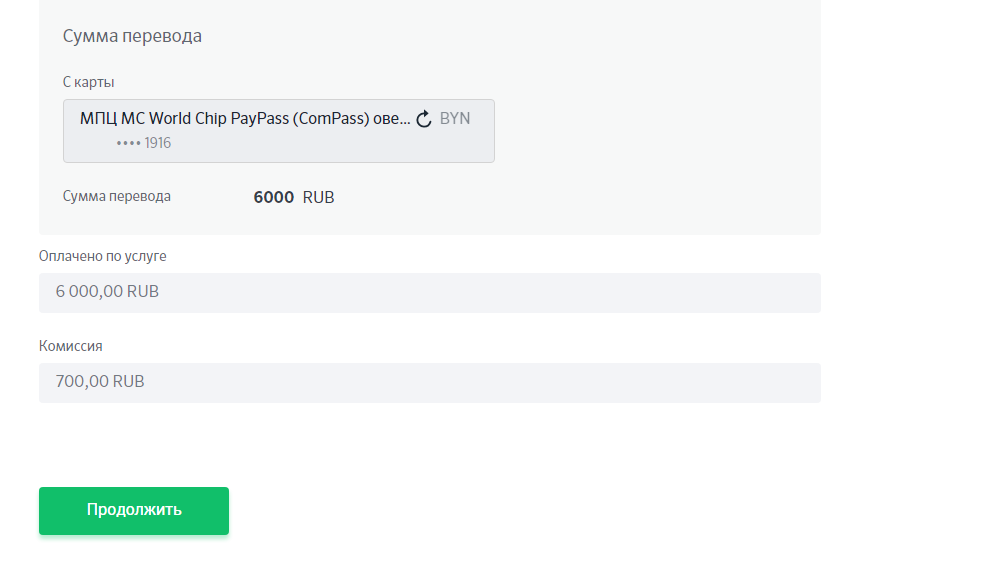 Сумма перевода
С карты
МПЦ MC World Chip PayPass (ComPass) ове... BYN
•••• 1916
Сумма перевода 6000 RUB
Оплачено по услуге
6 000,00 RUB
Комиссия
700,00 RUB
Продолжить